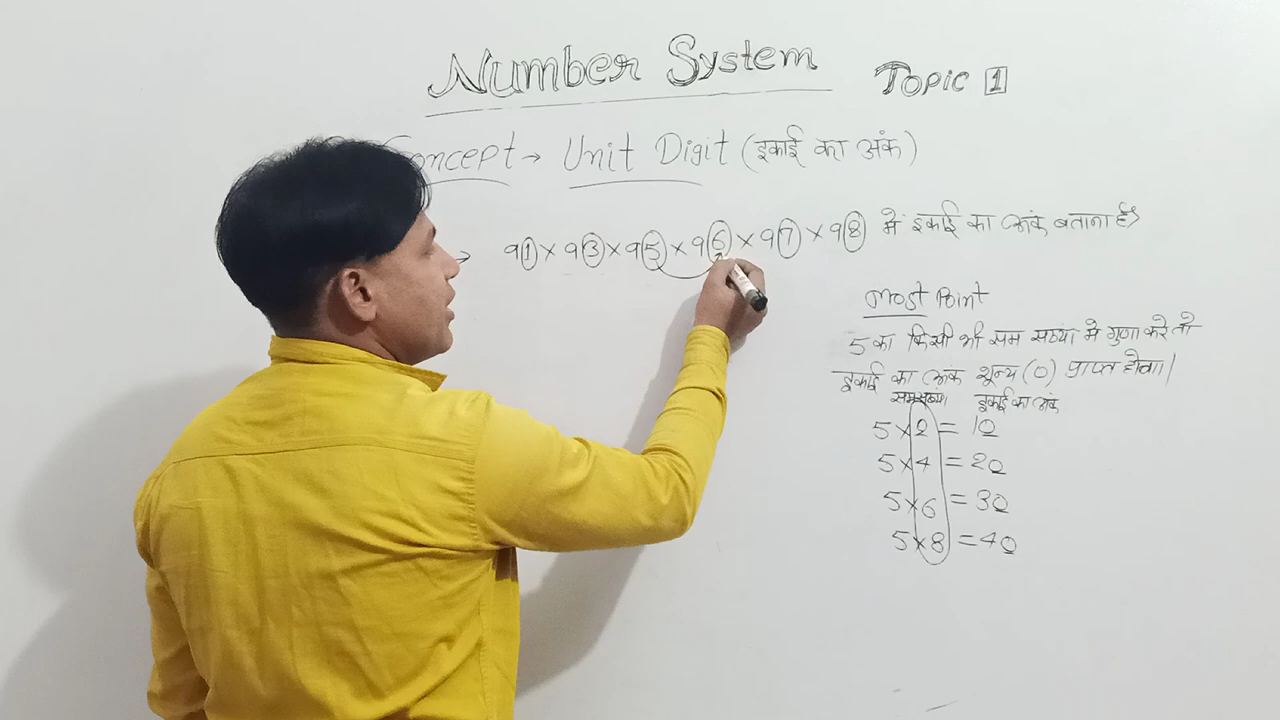 Number System Topic 1
Concept → Unit Digit (इकाई का अंक)
→ 91 × 93 × 95 × 96 × 97 × 98 में इकाई का अंक बताना है?
Most Point
5 का किसी भी सम संख्या में गुणा करे तो
इकाई का अंक शून्य (0) प्राप्त होगा।
समसंख्या इकाई का अंक
5×2 = 10
5×4 = 20
5×6 = 30
5×8 = 40